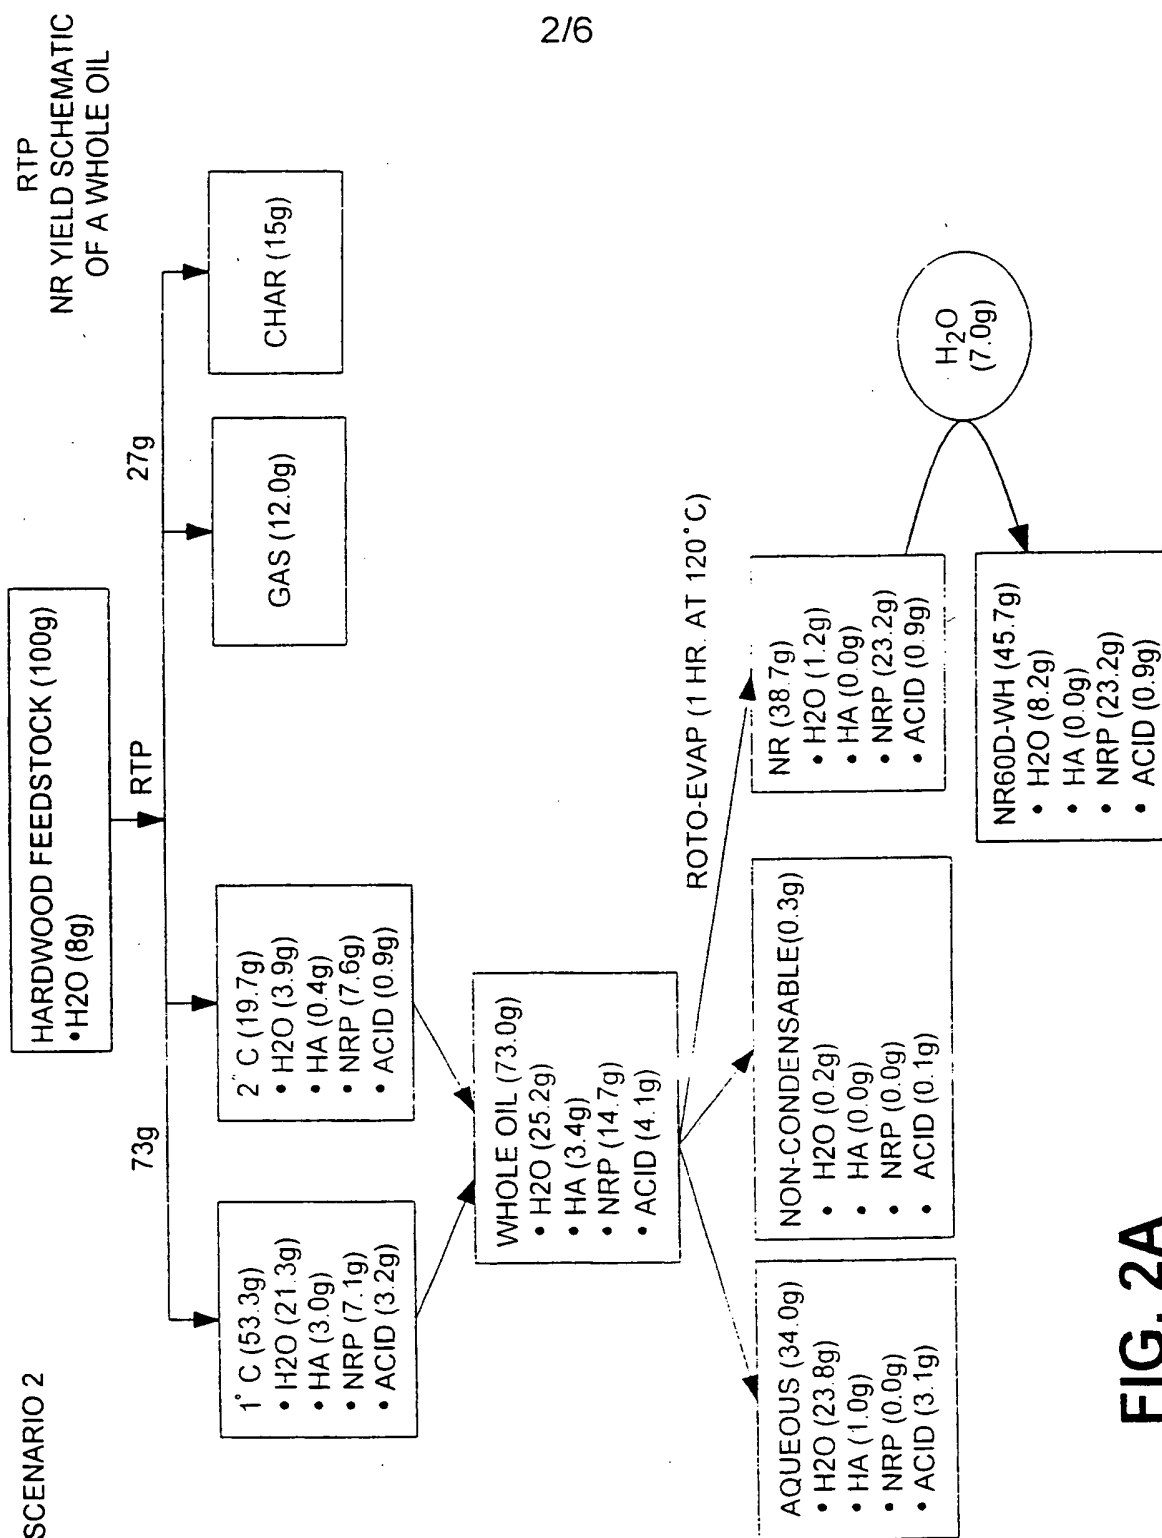 2/6
SCENARIO 2
RTP
NR YIELD SCHEMATIC
OF A WHOLE OIL
HARDWOOD FEEDSTOCK (100g)
•H2O (8g)
RTP
73g
27g
1°C (53.3g)
• H2O (21.3g)
• HA (3.0g)
• NRP (7.1g)
• ACID (3.2g)
2°C (19.7g)
• H2O (3.9g)
• HA (0.4g)
• NRP (7.6g)
• ACID (0.9g)
GAS (12.0g)
CHAR (15g)
WHOLE OIL (73.0g)
• H2O (25.2g)
• HA (3.4g)
• NRP (14.7g)
• ACID (4.1g)
ROTO-EVAP (1 HR. AT 120°C)
AQUEOUS (34.0g)
• H2O (23.8g)
• HA (1.0g)
• NRP (0.0g)
• ACID (3.1g)
NON-CONDENSABLE(0.3g)
• H2O (0.2g)
• HA (0.0g)
• NRP (0.0g)
• ACID (0.1g)
NR (38.7g)
• H2O (1.2g)
• HA (0.0g)
• NRP (23.2g)
• ACID (0.9g)
H2O
(7.0g)
NR60D-WH (45.7g)
• H2O (8.2g)
• HA (0.0g)
• NRP (23.2g)
• ACID (0.9g)
FIG. 2A